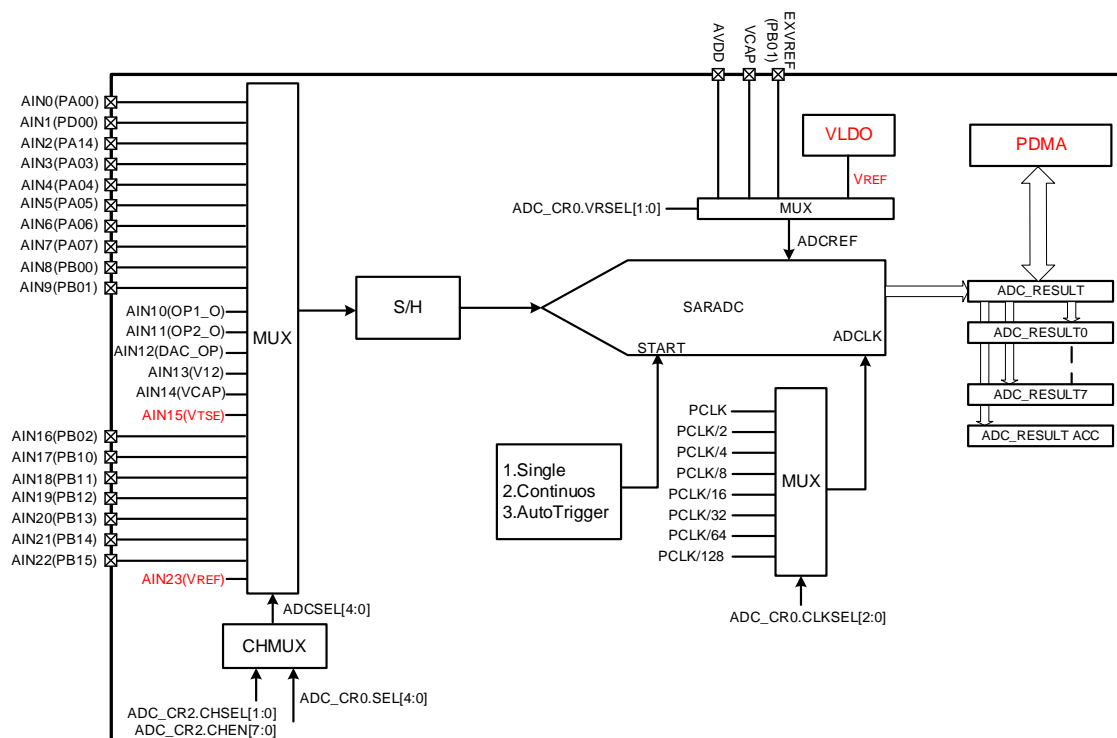 AVDD
VCAP
EXVREF
(PB01)
AIN0(PA00)
AIN1(PD00)
AIN2(PA14)
AIN3(PA03)
AIN4(PA04)
AIN5(PA05)
AIN6(PA06)
AIN7(PA07)
AIN8(PB00)
AIN9(PB01)
AIN10(OP1_O)
AIN11(OP2_O)
AIN12(DAC_OP)
AIN13(V12)
AIN14(VCAP)
AIN15(VTSE)
AIN16(PB02)
AIN17(PB10)
AIN18(PB11)
AIN19(PB12)
AIN20(PB13)
AIN21(PB14)
AIN22(PB15)
AIN23(VREF)
MUX
ADCSEL[4:0]
CHMUX
ADC_CR0.SEL[4:0]
ADC_CR2.CHSEL[1:0]
ADC_CR2.CHEN[7:0]
S/H
VLDO
VREF
ADC_CR0.VRSEL[1:0]
MUX
ADCREF
SARADC
START
ADCLK
1.Single
2.Continuos
3.AutoTrigger
PCLK
PCLK/2
PCLK/4
PCLK/8
PCLK/16
PCLK/32
PCLK/64
PCLK/128
MUX
ADC_CR0.CLKSEL[2:0]
PDMA
ADC_RESULT
ADC_RESULT0
ADC_RESULT7
ADC_RESULT ACC